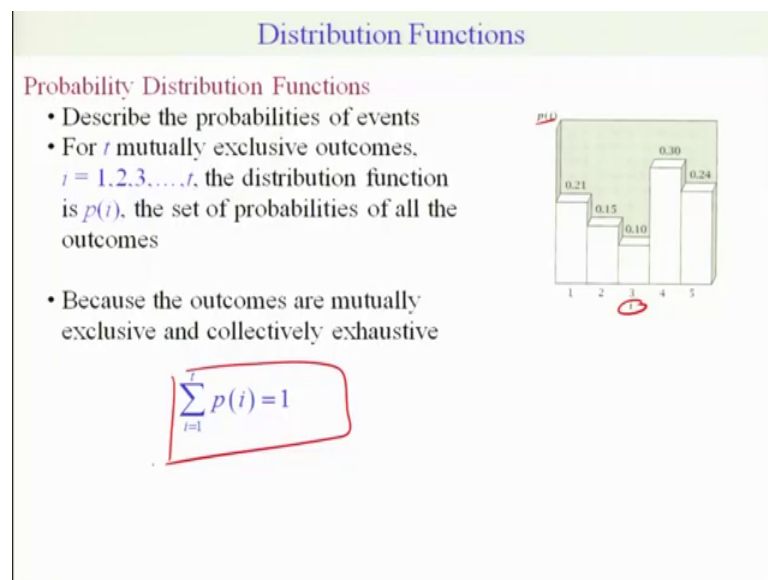 Distribution Functions
Probability Distribution Functions
• Describe the probabilities of events
• For t mutually exclusive outcomes,
i = 1,2,3,…,t, the distribution function
is p(i), the set of probabilities of all the
outcomes
• Because the outcomes are mutually
exclusive and collectively exhaustive
t
∑ p(i) = 1
i=1
p(i)
0.21
0.15
0.10
0.30
0.24
1 2 3 4 5
i